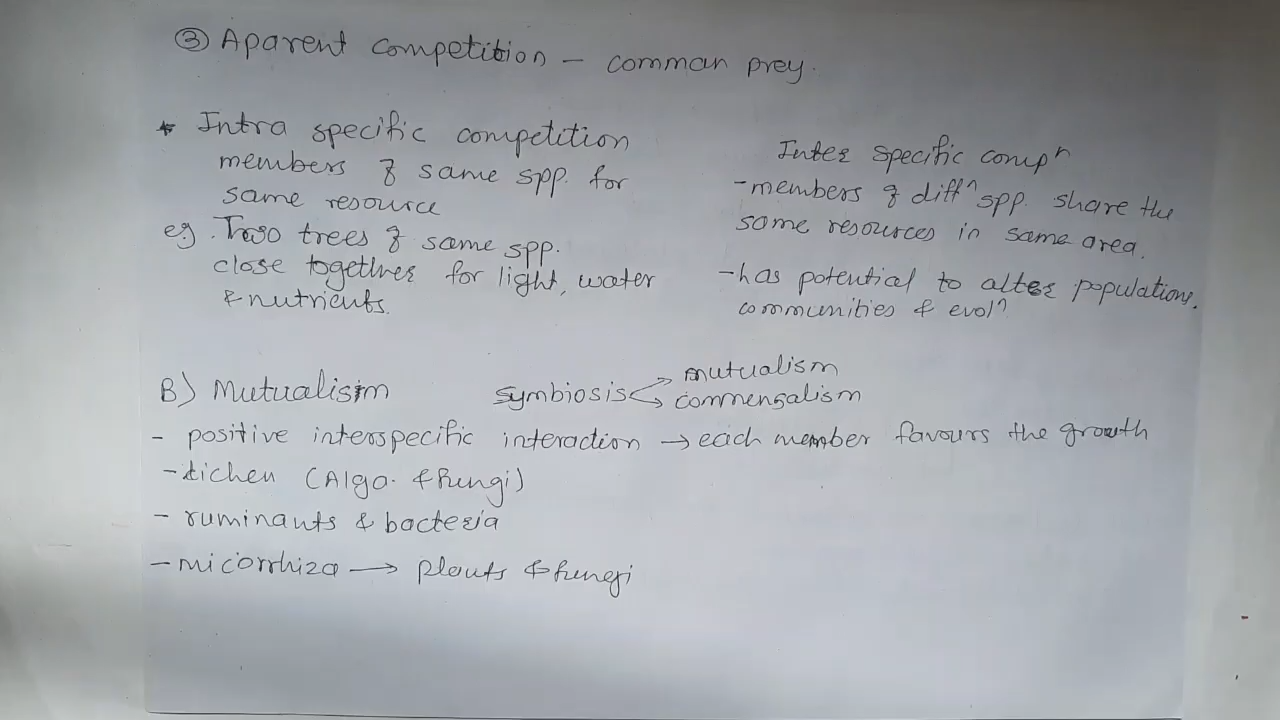 ③ Aparent competition - comman prey.
* Intra specific competition
members of same spp. for
same resource
eg. Two trees of same spp.
close together for light, water
& nutrients.
Inter specific compⁿ
- members of diffⁿ spp. share the
same resources in same area.
- has potential to alter populations.
communities & evolⁿ
B) Mutualism
symbiosis < → mutualism
→ commensalism
- positive interspecific interaction → each member favours the growth
- Lichen (Alga. & fungi)
- ruminants & bacteria
- micorrhiza → plants & fungi